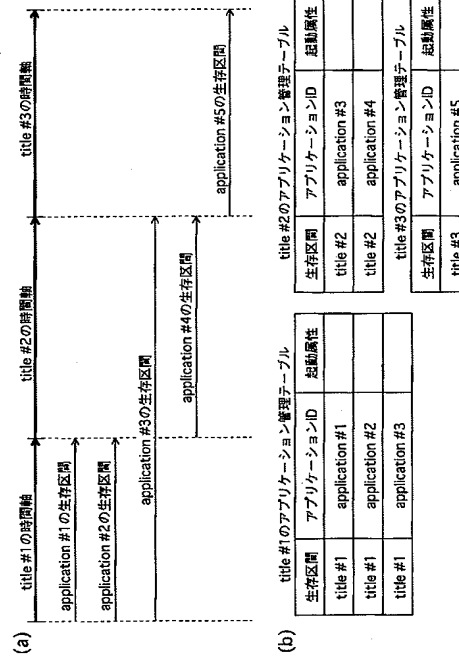 (a)
title #1の時間軸
title #2の時間軸
title #3の時間軸
application #1の生存区間
application #2の生存区間
application #3の生存区間
application #4の生存区間
application #5の生存区間
(b)
title #1のアプリケーション管理テーブル
生存区間 アプリケーションID 起動属性
title #1 application #1
title #1 application #2
title #1 application #3
title #2のアプリケーション管理テーブル
生存区間 アプリケーションID 起動属性
title #2 application #3
title #2 application #4
title #3のアプリケーション管理テーブル
生存区間 アプリケーションID 起動属性
title #3 application #5